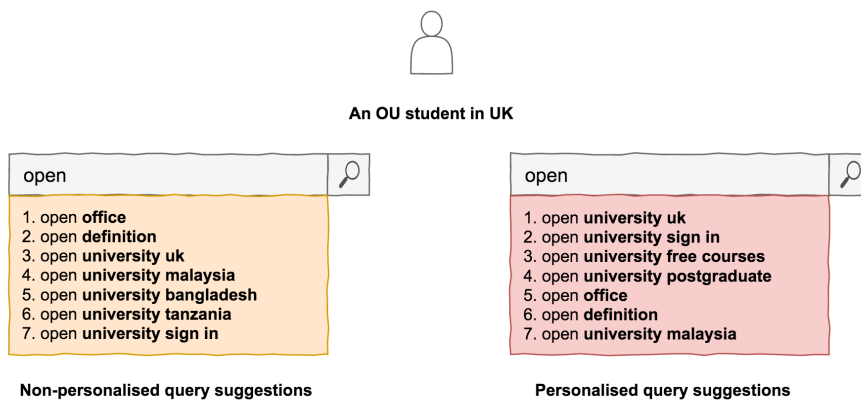 An OU student in UK
open
1. open office
2. open definition
3. open university uk
4. open university malaysia
5. open university bangladesh
6. open university tanzania
7. open university sign in
Non-personalised query suggestions
open
1. open university uk
2. open university sign in
3. open university free courses
4. open university postgraduate
5. open office
6. open definition
7. open university malaysia
Personalised query suggestions